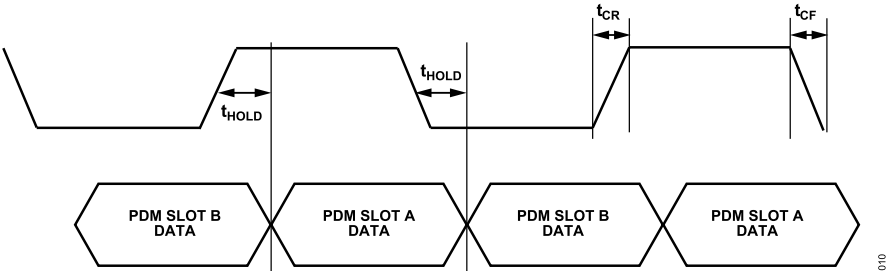 tCR
tCF
tHOLD
tHOLD
PDM SLOT B
DATA
PDM SLOT A
DATA
PDM SLOT B
DATA
PDM SLOT A
DATA
010